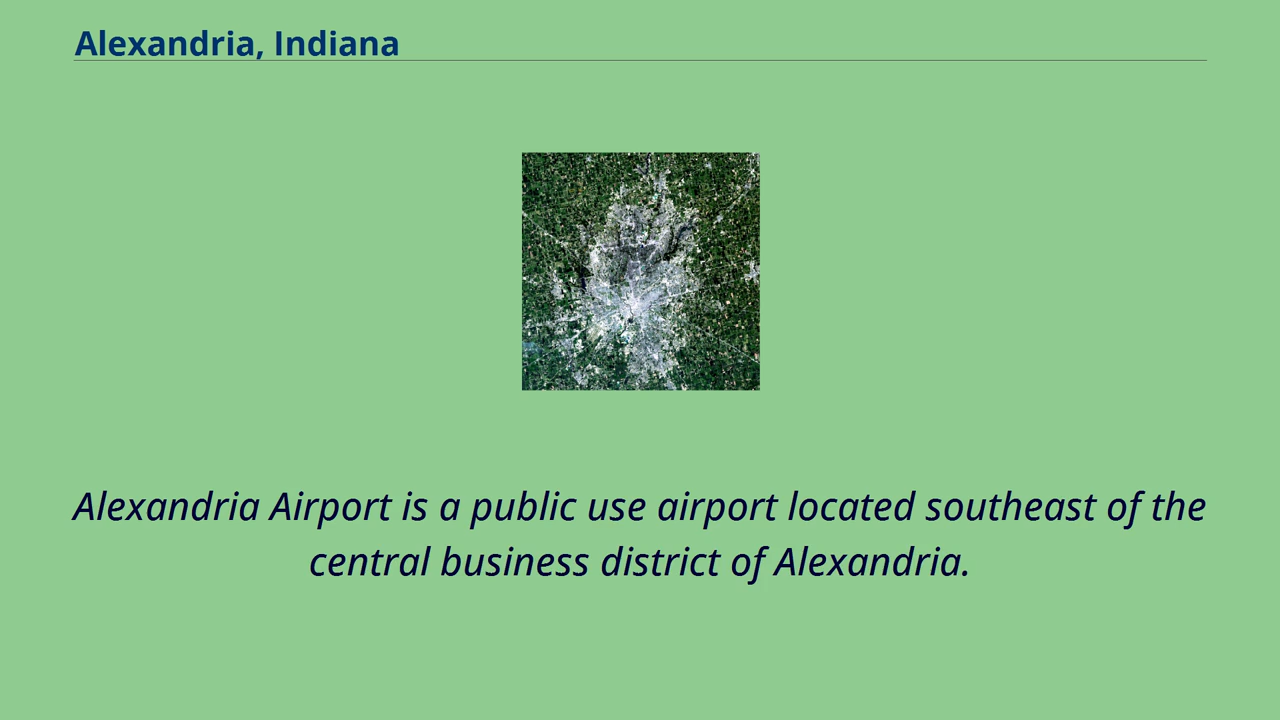 Alexandria, Indiana
Alexandria Airport is a public use airport located southeast of the
central business district of Alexandria.